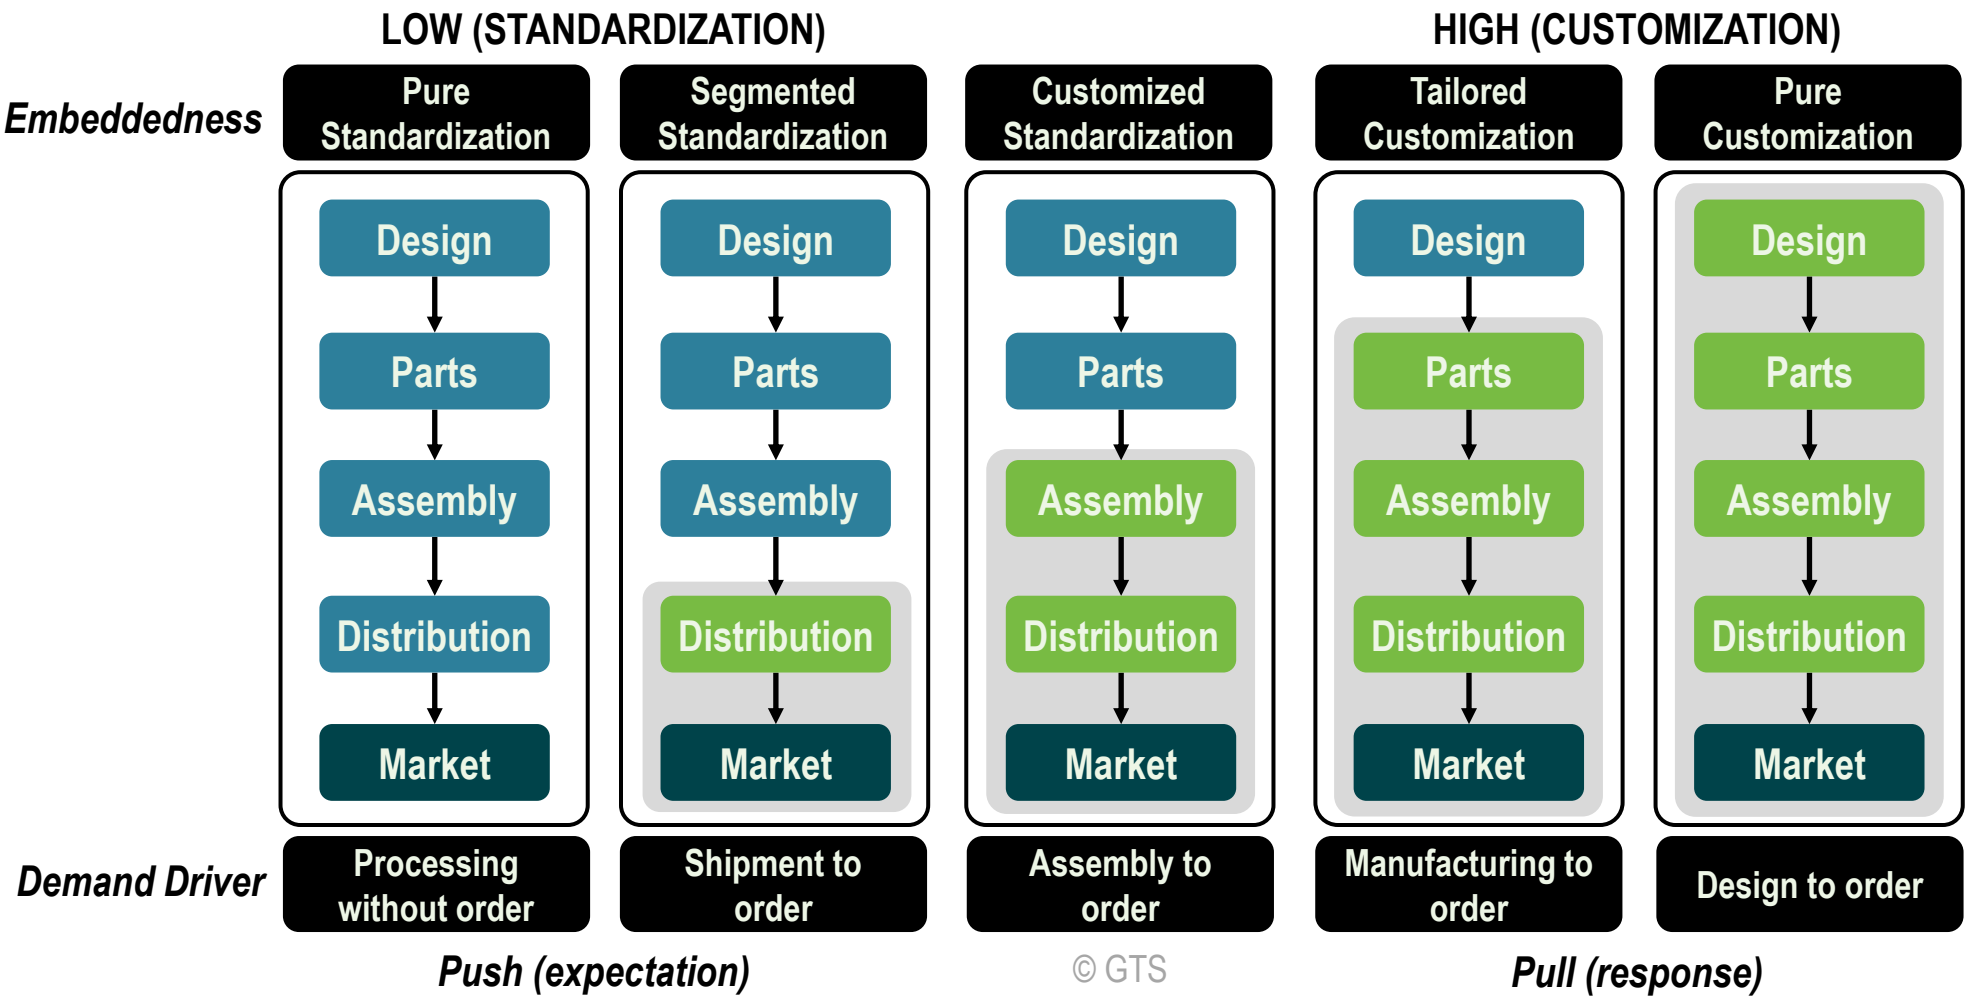 LOW (STANDARDIZATION)
HIGH (CUSTOMIZATION)
Embeddedness
Pure
Standardization
Segmented
Standardization
Customized
Standardization
Tailored
Customization
Pure
Customization
Design
Parts
Assembly
Distribution
Market
Design
Parts
Assembly
Distribution
Market
Design
Parts
Assembly
Distribution
Market
Design
Parts
Assembly
Distribution
Market
Design
Parts
Assembly
Distribution
Market
Demand Driver
Processing
without order
Shipment to
order
Assembly to
order
Manufacturing to
order
Design to order
Push (expectation)
© GTS
Pull (response)